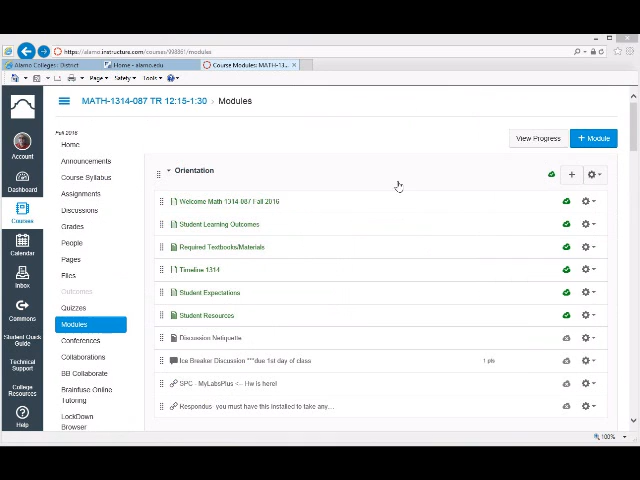 https://alamo.instructure.com/courses/998361/modules
Alamo Colleges : District
Home - alamo.edu
Course Modules: MATH-13...
Page
Safety
Tools
MATH-1314-087 TR 12:15-1:30 > Modules
Fall 2016
View Progress
+ Module
Account
Dashboard
Courses
Calendar
Inbox
Commons
Student Quick
Guide
Technical
Support
College
Resources
Help
Home
Announcements
Course Syllabus
Assignments
Discussions
Grades
People
Pages
Files
Outcomes
Quizzes
Modules
Conferences
Collaborations
BB Collaborate
Brainfuse Online
Tutoring
LockDown
Browser
Orientation
Welcome Math 1314 087 Fall 2016
Student Learning Outcomes
Required Textbooks/Materials
Timeline 1314
Student Expectations
Student Resources
Discussion Netiquette
Ice Breaker Discussion ***due 1st day of class
1 pts
SPC - MyLabsPlus <-- Hw is here!
Respondus- you must have this installed to take any...
100%